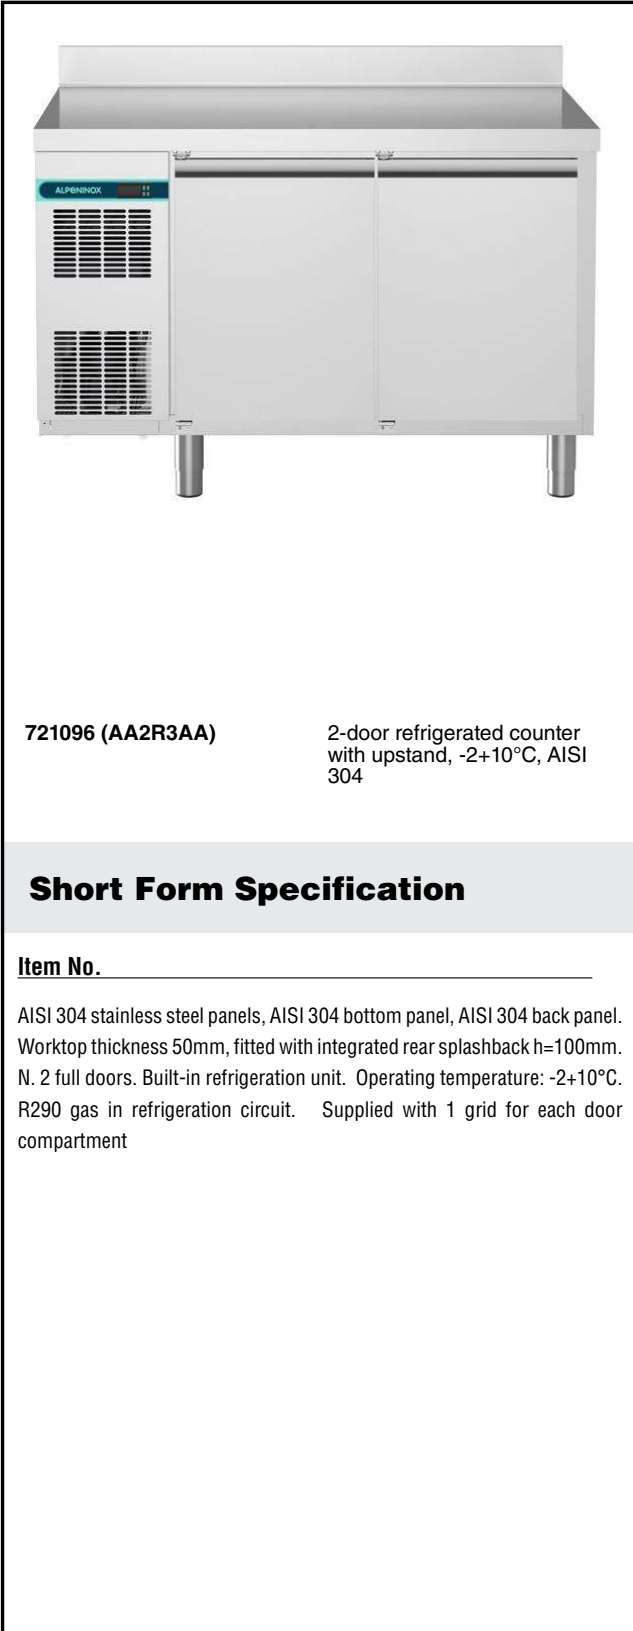 ALPENINOX
721096 (AA2R3AA)
2-door refrigerated counter
with upstand, -2+10°C, AISI
304
Short Form Specification
Item No.
AISI 304 stainless steel panels, AISI 304 bottom panel, AISI 304 back panel.
Worktop thickness 50mm, fitted with integrated rear splashback h=100mm.
N. 2 full doors. Built-in refrigeration unit. Operating temperature: -2+10°C.
R290 gas in refrigeration circuit. Supplied with 1 grid for each door
compartment